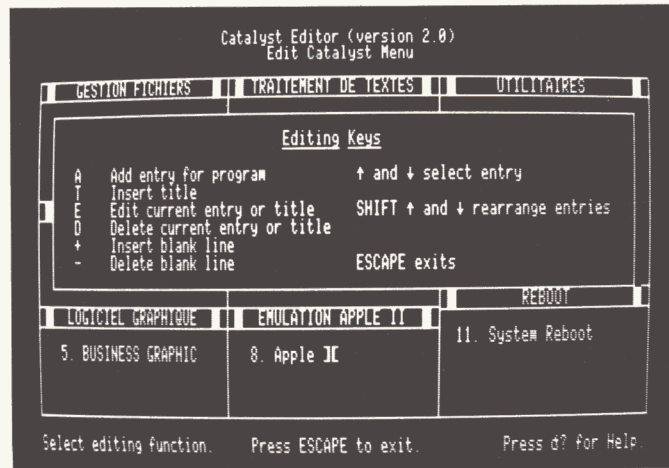 Catalyst Editor (version 2.0)
Edit Catalyst Menu
GESTION FICHIERS TRAITEMENT DE TEXTES UTILITAIRES
Editing Keys
A Add entry for program ↑ and ↓ select entry
T Insert title
E Edit current entry or title SHIFT ↑ and ↓ rearrange entries
D Delete current entry or title
+ Insert blank line
- Delete blank line ESCAPE exits
REBOOT
LOGICIEL GRAPHIQUE EMULATION APPLE II
11. System Reboot
5. BUSINESS GRAPHIC 8. Apple ][
Select editing function. Press ESCAPE to exit. Press d? for Help.